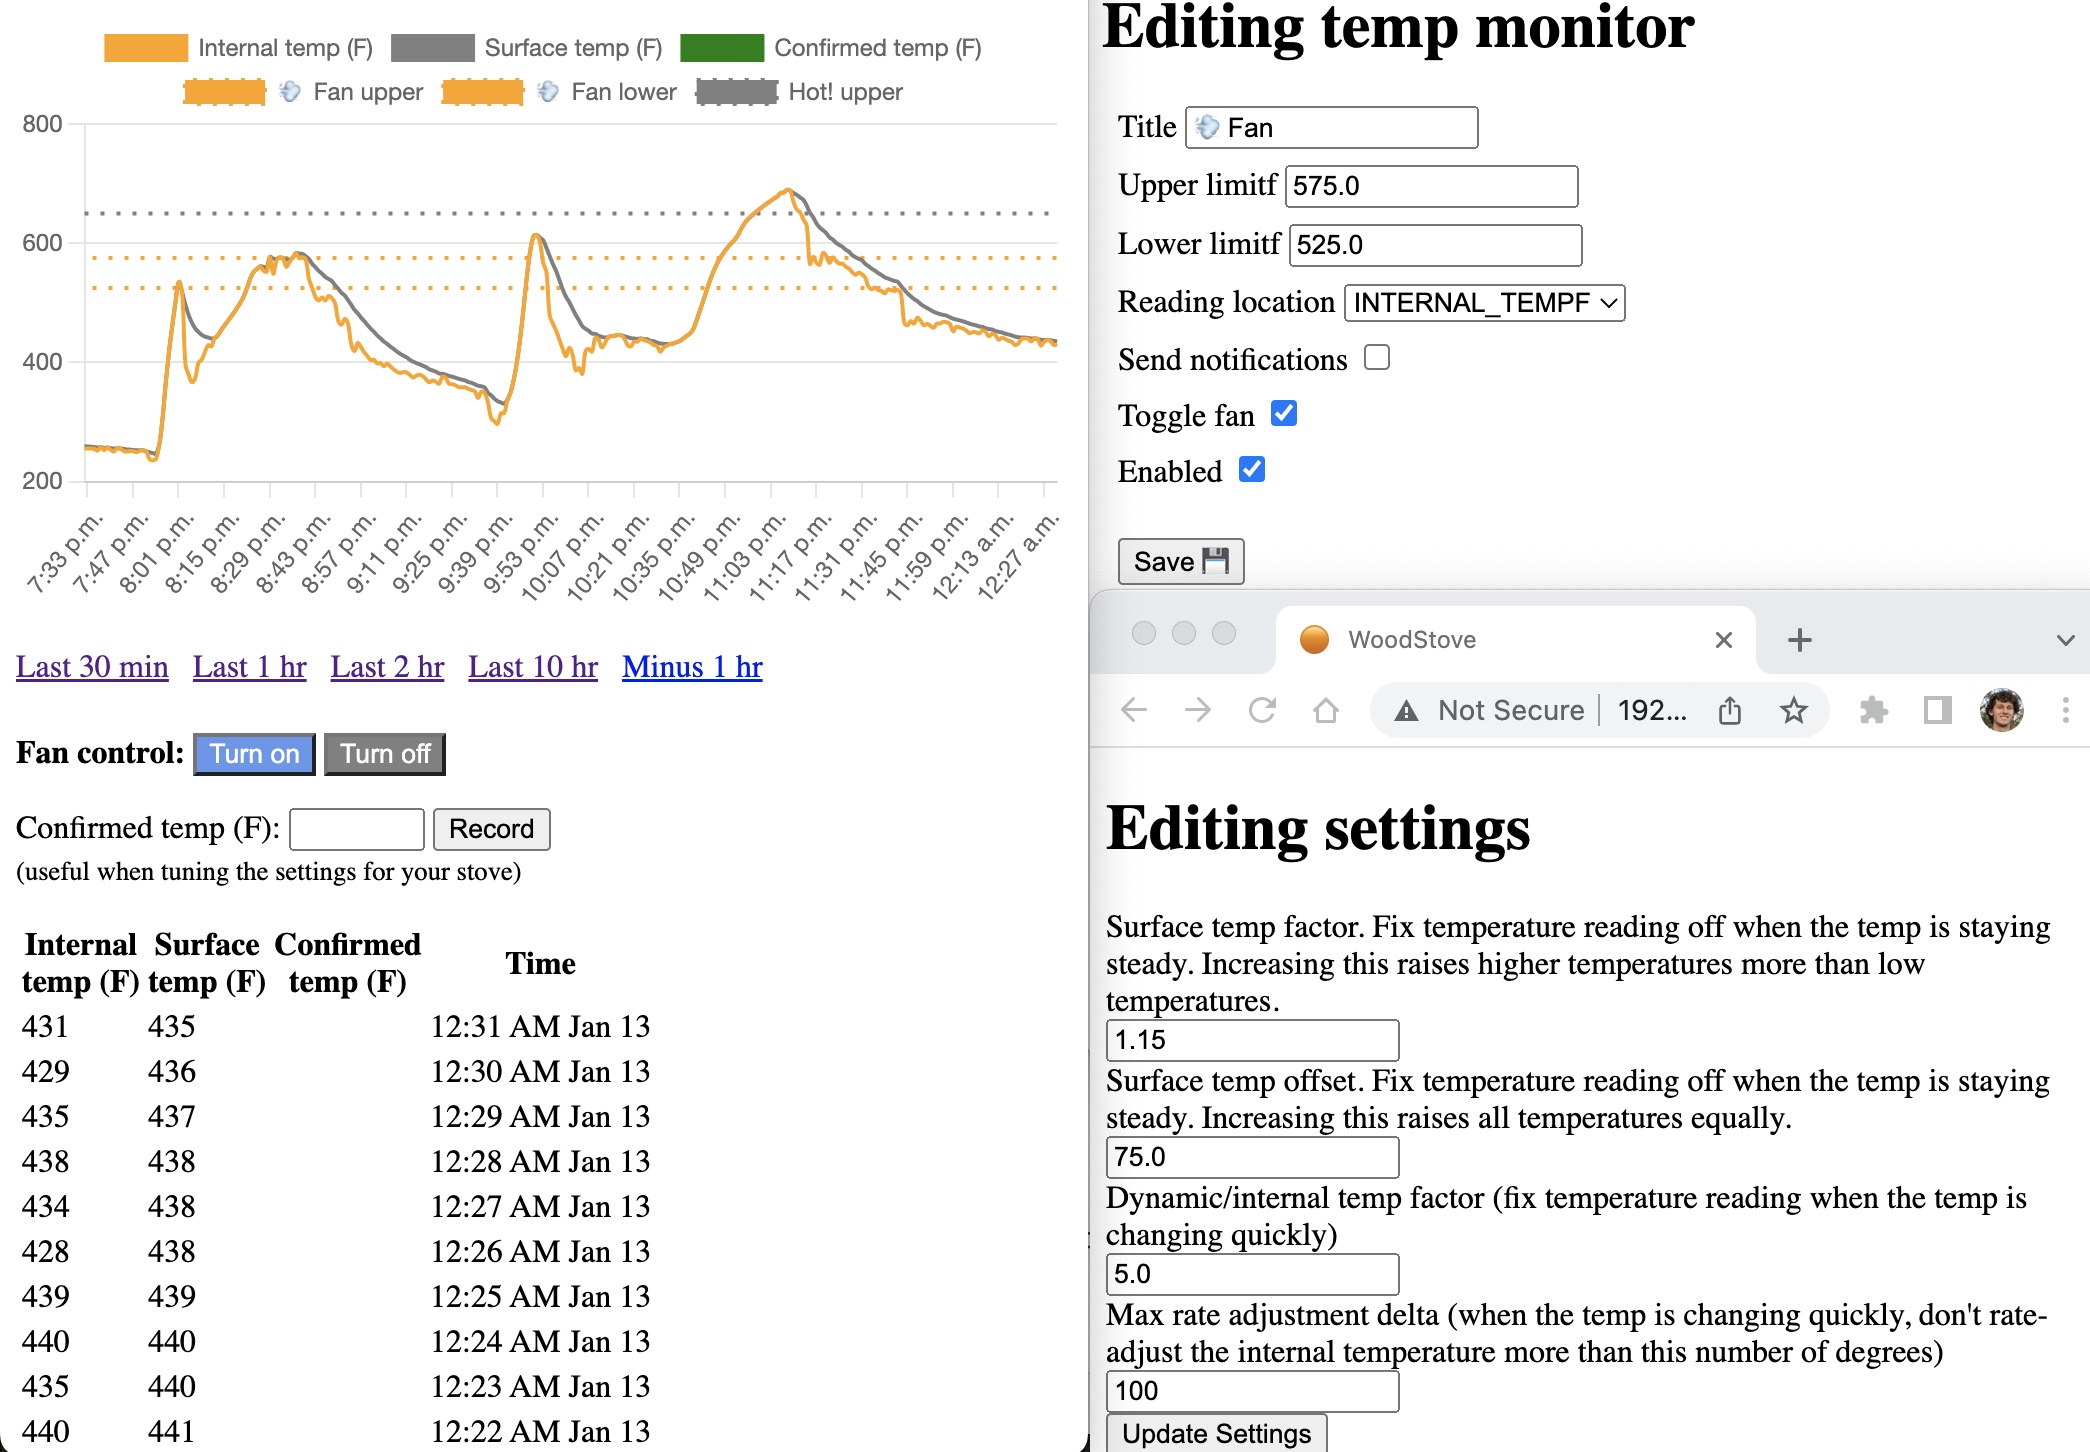 Internal temp (F) Surface temp (F) Confirmed temp (F)
💨 Fan upper 💨 Fan lower Hot! upper
800
600
400
200
7:33 p.m. 7:47 p.m. 8:01 p.m. 8:15 p.m. 8:29 p.m. 8:43 p.m. 8:57 p.m. 9:11 p.m. 9:25 p.m. 9:39 p.m. 9:53 p.m. 10:07 p.m. 10:21 p.m. 10:35 p.m. 10:49 p.m. 11:03 p.m. 11:17 p.m. 11:31 p.m. 11:45 p.m. 11:59 p.m. 12:13 a.m. 12:27 a.m.
Last 30 min Last 1 hr Last 2 hr Last 10 hr Minus 1 hr
Fan control: Turn on Turn off
Confirmed temp (F): Record
(useful when tuning the settings for your stove)
Internal temp (F) Surface temp (F) Confirmed temp (F) Time
431 435 12:31 AM Jan 13
429 436 12:30 AM Jan 13
435 437 12:29 AM Jan 13
438 438 12:28 AM Jan 13
434 438 12:27 AM Jan 13
428 438 12:26 AM Jan 13
439 439 12:25 AM Jan 13
440 440 12:24 AM Jan 13
435 440 12:23 AM Jan 13
440 441 12:22 AM Jan 13
Editing temp monitor
Title 💨 Fan
Upper limitf 575.0
Lower limitf 525.0
Reading location INTERNAL_TEMPF
Send notifications
Toggle fan
Enabled
Save 💾
WoodStove
Not Secure 192...
Editing settings
Surface temp factor. Fix temperature reading off when the temp is staying
steady. Increasing this raises higher temperatures more than low
temperatures.
1.15
Surface temp offset. Fix temperature reading off when the temp is staying
steady. Increasing this raises all temperatures equally.
75.0
Dynamic/internal temp factor (fix temperature reading when the temp is
changing quickly)
5.0
Max rate adjustment delta (when the temp is changing quickly, don't rate-
adjust the internal temperature more than this number of degrees)
100
Update Settings